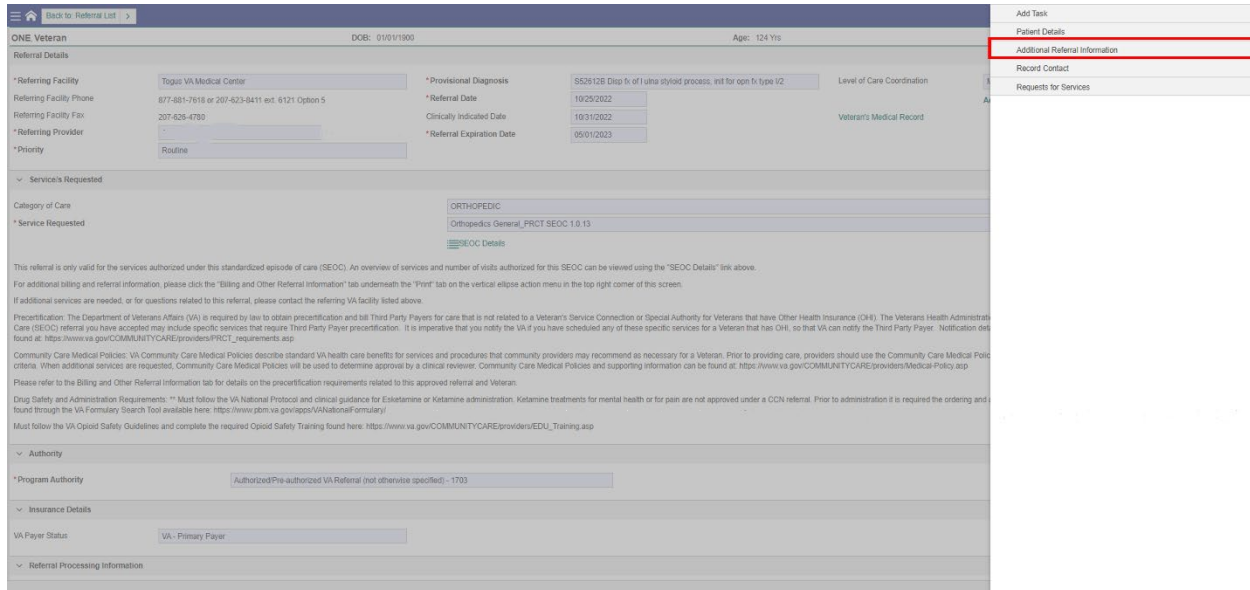 Back to: Referral List >
ONE, Veteran DOB: 01/01/1900 Age: 124 Yrs
Referral Details
*Referring Facility Togus VA Medical Center *Provisional Diagnosis S52612B Disp fx of l ulna styloid process, init for opn fx type I/2 Level of Care Coordination
Referring Facility Phone 877-881-7618 or 207-623-8411 ext. 6121 Option 5 *Referral Date 10/25/2022
Referring Facility Fax 207-626-4780 Clinically Indicated Date 10/31/2022 Veteran's Medical Record
*Referring Provider *Referral Expiration Date 05/01/2023
*Priority Routine
Service/s Requested
Category of Care ORTHOPEDIC
*Service Requested Orthopedics General_PRCT SEOC 1.0.13
SEOC Details
This referral is only valid for the services authorized under this standardized episode of care (SEOC). An overview of services and number of visits authorized for this SEOC can be viewed using the "SEOC Details" link above.
For additional billing and referral information, please click the "Billing and Other Referral Information" tab underneath the "Print" tab on the vertical ellipse action menu in the top right corner of this screen.
If additional services are needed, or for questions related to this referral, please contact the referring VA facility listed above.
Precertification: The Department of Veterans Affairs (VA) is required by law to obtain precertification and bill Third Party Payers for care that is not related to a Veteran's Service Connection or Special Authority for Veterans that have Other Health Insurance (OHI). The Veterans Health Administrati
Care (SEOC) referral you have accepted may include specific services that require Third Party Payer precertification. It is imperative that you notify the VA if you have scheduled any of these specific services for a Veteran that has OHI, so that VA can notify the Third Party Payer. Notification deta
found at: https://www.va.gov/COMMUNITYCARE/providers/PRCT_requirements.asp
Community Care Medical Policies: VA Community Care Medical Policies describe standard VA health care benefits for services and procedures that community providers may recommend as necessary for a Veteran. Prior to providing care, providers should use the Community Care Medical Polic
criteria. When additional services are requested, Community Care Medical Policies will be used to determine approval by a clinical reviewer. Community Care Medical Policies and supporting information can be found at: https://www.va.gov/COMMUNITYCARE/providers/Medical-Policy.asp
Please refer to the Billing and Other Referral Information tab for details on the precertification requirements related to this approved referral and Veteran.
Drug Safety and Administration Requirements: ** Must follow the VA National Protocol and clinical guidance for Esketamine or Ketamine administration. Ketamine treatments for mental health or for pain are not approved under a CCN referral. Prior to administration it is required the ordering and
found through the VA Formulary Search Tool available here: https://www.pbm.va.gov/apps/VANationalFormulary/
Must follow the VA Opioid Safety Guidelines and complete the required Opioid Safety Training found here: https://www.va.gov/COMMUNITYCARE/providers/EDU_Training.asp
Authority
*Program Authority Authorized/Pre-authorized VA Referral (not otherwise specified) - 1703
Insurance Details
VA Payer Status VA - Primary Payer
Referral Processing Information
Add Task
Patient Details
Additional Referral Information
Record Contact
Requests for Services